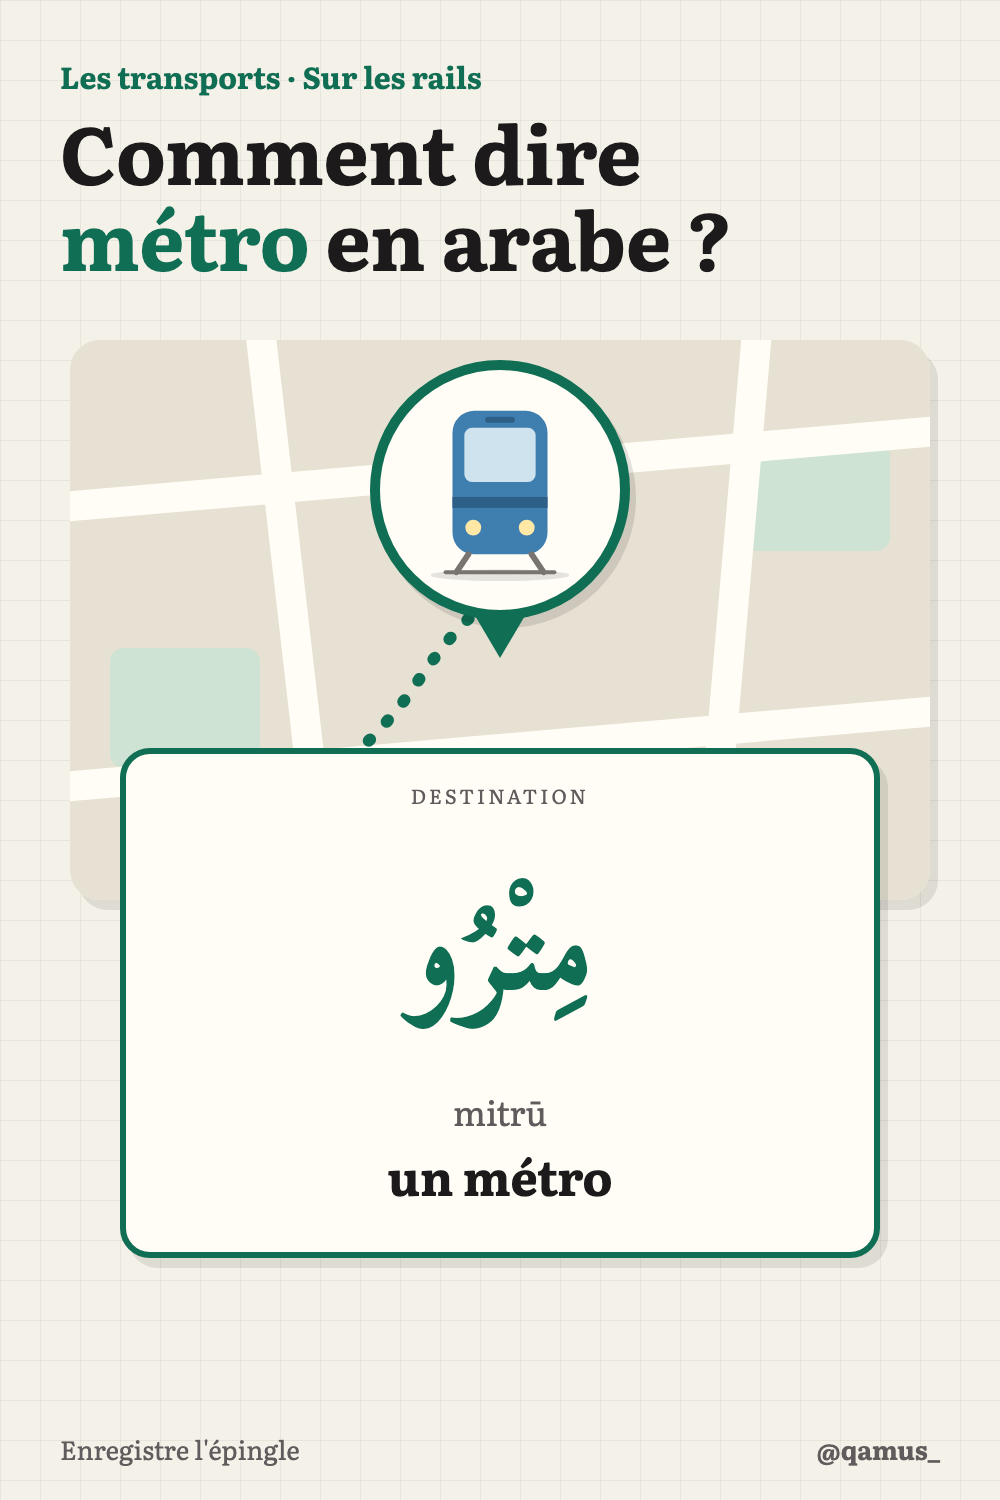 Les transports · Sur les rails
Comment dire
métro en arabe ?
DESTINATION
مِتْرُو
mitrū
un métro
Enregistre l'épingle
@qamus_